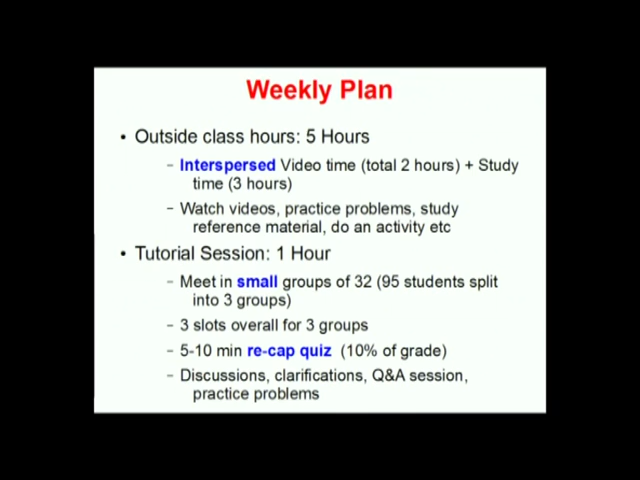 Weekly Plan
• Outside class hours: 5 Hours
– Interspersed Video time (total 2 hours) + Study
time (3 hours)
– Watch videos, practice problems, study
reference material, do an activity etc
• Tutorial Session: 1 Hour
– Meet in small groups of 32 (95 students split
into 3 groups)
– 3 slots overall for 3 groups
– 5-10 min re-cap quiz (10% of grade)
– Discussions, clarifications, Q&A session,
practice problems